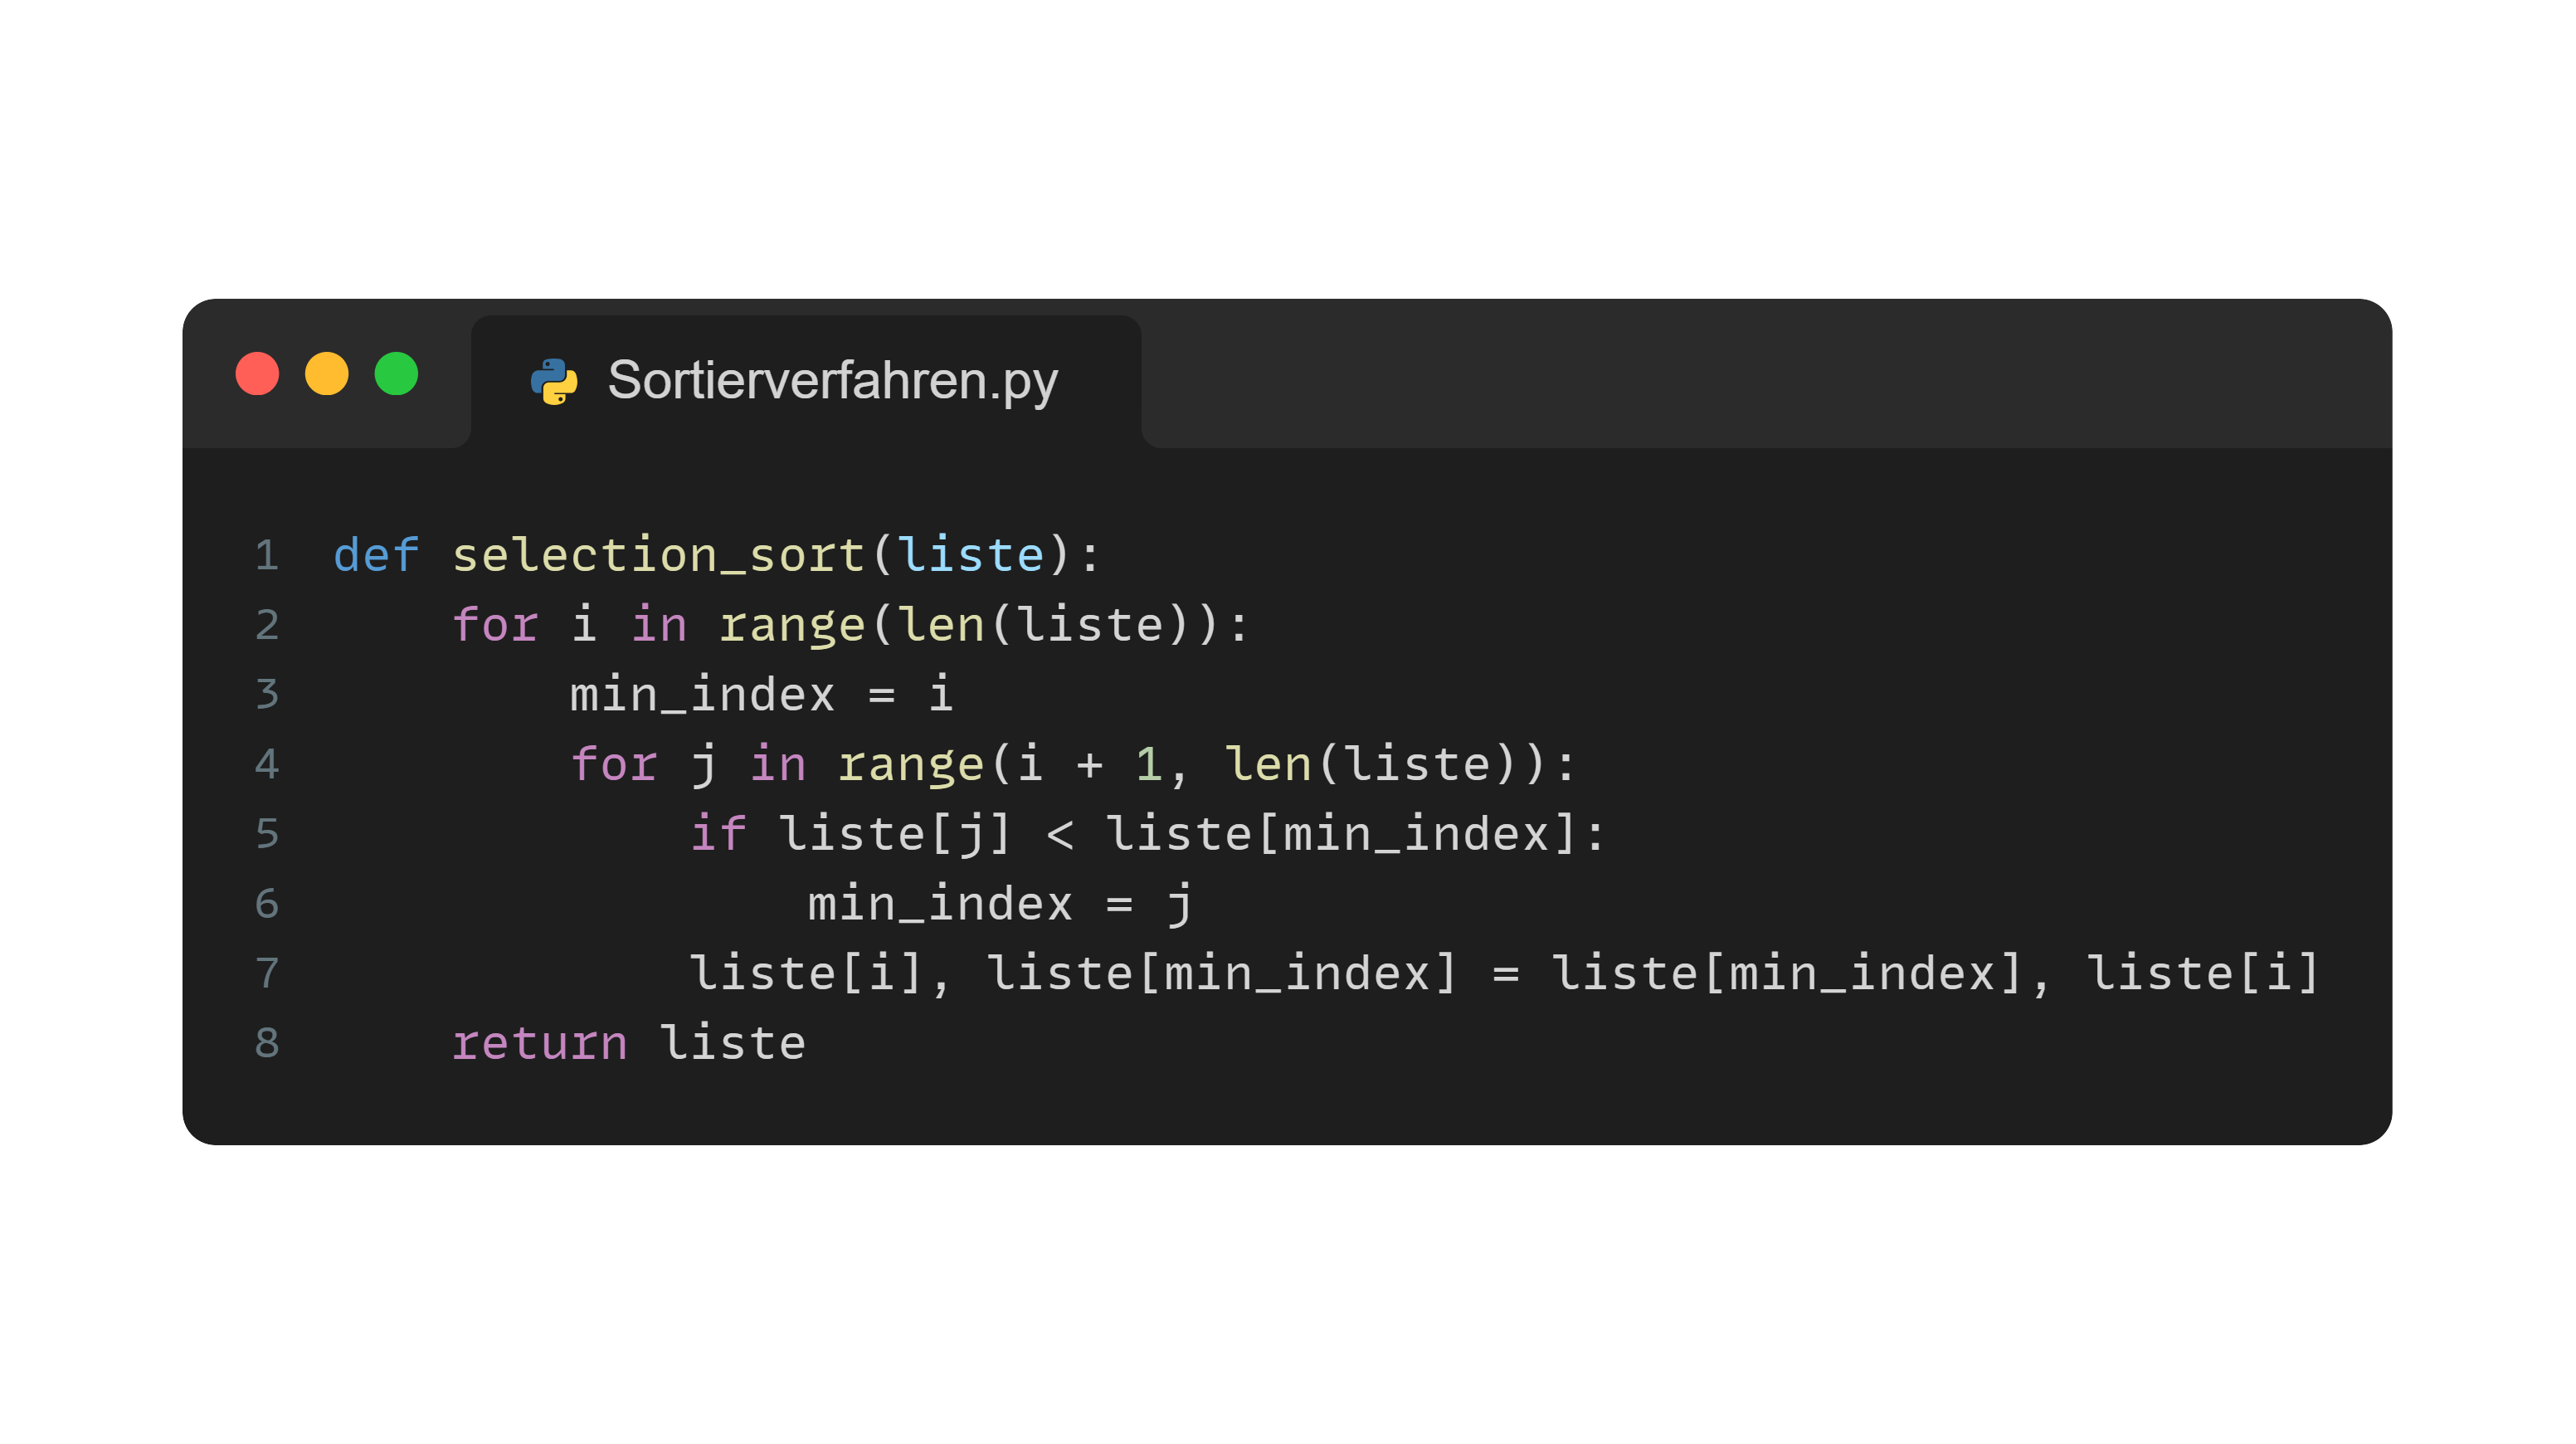 Sortierverfahren.py
1 def selection_sort(liste):
2     for i in range(len(liste)):
3         min_index = i
4         for j in range(i + 1, len(liste)):
5             if liste[j] < liste[min_index]:
6                 min_index = j
7             liste[i], liste[min_index] = liste[min_index], liste[i]
8     return liste